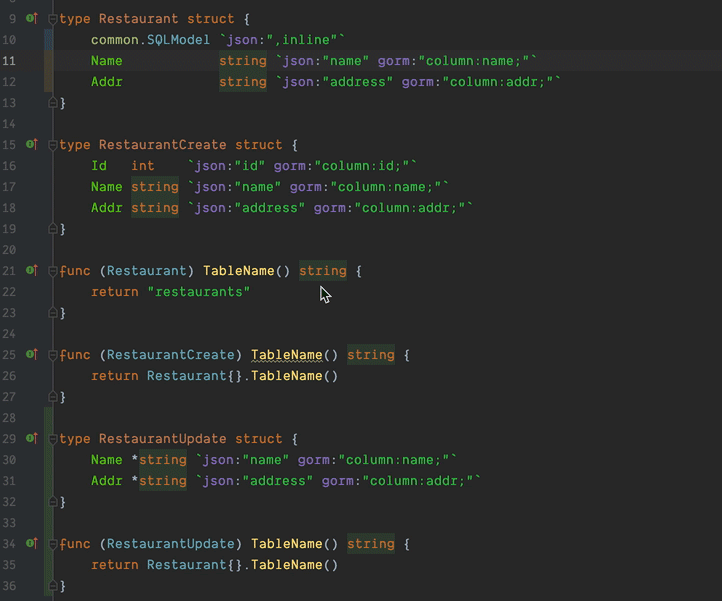 9 type Restaurant struct {
10 common.SQLModel `json:",inline"`
11 Name string `json:"name" gorm:"column:name;"`
12 Addr string `json:"address" gorm:"column:addr;"`
13 }
14
15 type RestaurantCreate struct {
16 Id int `json:"id" gorm:"column:id;"`
17 Name string `json:"name" gorm:"column:name;"`
18 Addr string `json:"address" gorm:"column:addr;"`
19 }
20
21 func (Restaurant) TableName() string {
22 return "restaurants"
23 }
24
25 func (RestaurantCreate) TableName() string {
26 return Restaurant{}.TableName()
27 }
28
29 type RestaurantUpdate struct {
30 Name *string `json:"name" gorm:"column:name;"`
31 Addr *string `json:"address" gorm:"column:addr;"`
32 }
33
34 func (RestaurantUpdate) TableName() string {
35 return Restaurant{}.TableName()
36 }